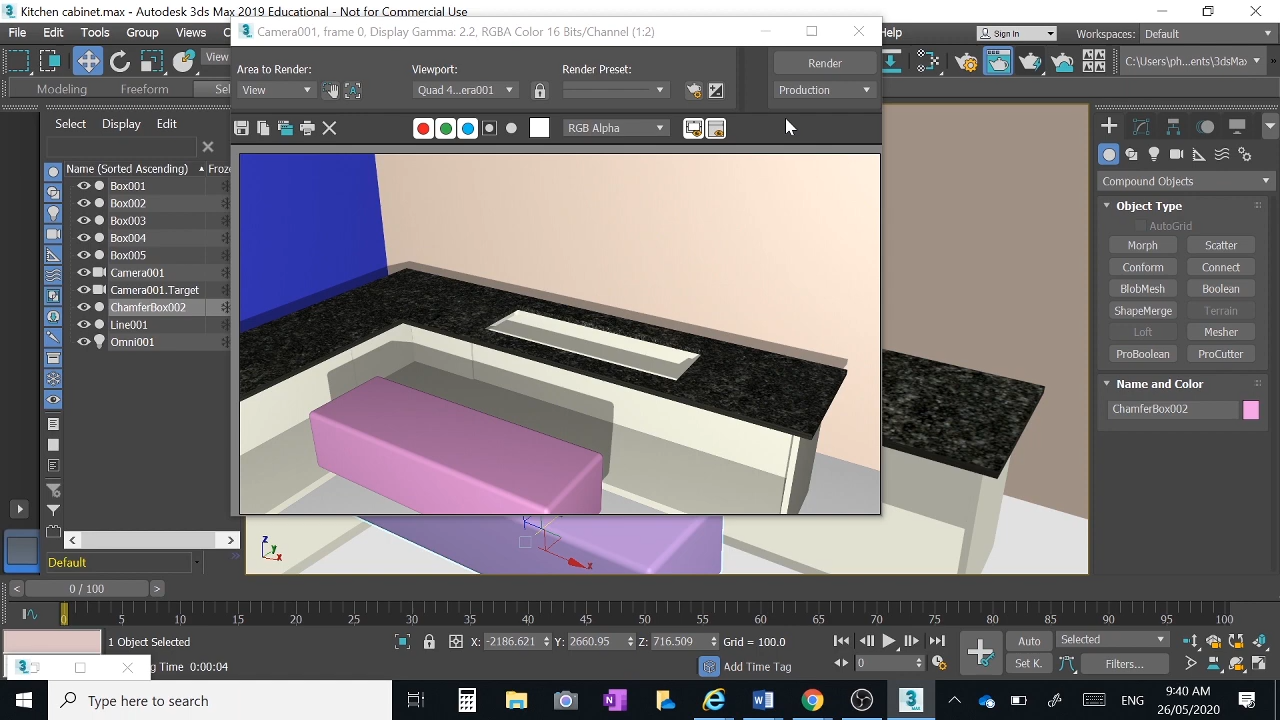 Kitchen cabinet.max - Autodesk 3ds Max 2019 Educational - Not for Commercial Use
File Edit Tools Group Views
Help Sign In Workspaces: Default
Camera001, frame 0, Display Gamma: 2.2, RGBA Color 16 Bits/Channel (1:2)
View
C:\Users\ph...ents\3dsMax
Area to Render: Viewport: Render Preset: Render
View Quad 4...era001 Production
Modeling Freeform
Select Display Edit
RGB Alpha
Name (Sorted Ascending) Froze
Box001
Box002
Box003
Box004
Box005
Camera001
Camera001.Target
ChamferBox002
Line001
Omni001
Compound Objects
Object Type
AutoGrid
Morph Scatter
Conform Connect
BlobMesh Boolean
ShapeMerge Terrain
Loft Mesher
ProBoolean ProCutter
Name and Color
ChamferBox002
z
y
x
x
Default
< 0 / 100 >
0 5 10 15 20 25 30 35 40 45 50 55 60 65 70 75 80 85 90 95 100
1 Object Selected X: -2186.621 Y: 2660.95 Z: 716.509 Grid = 100.0 Auto Selected
Time 0:00:04 Add Time Tag 0 Set K. Filters...
Type here to search
ENG
:40 AM
26/05/2020